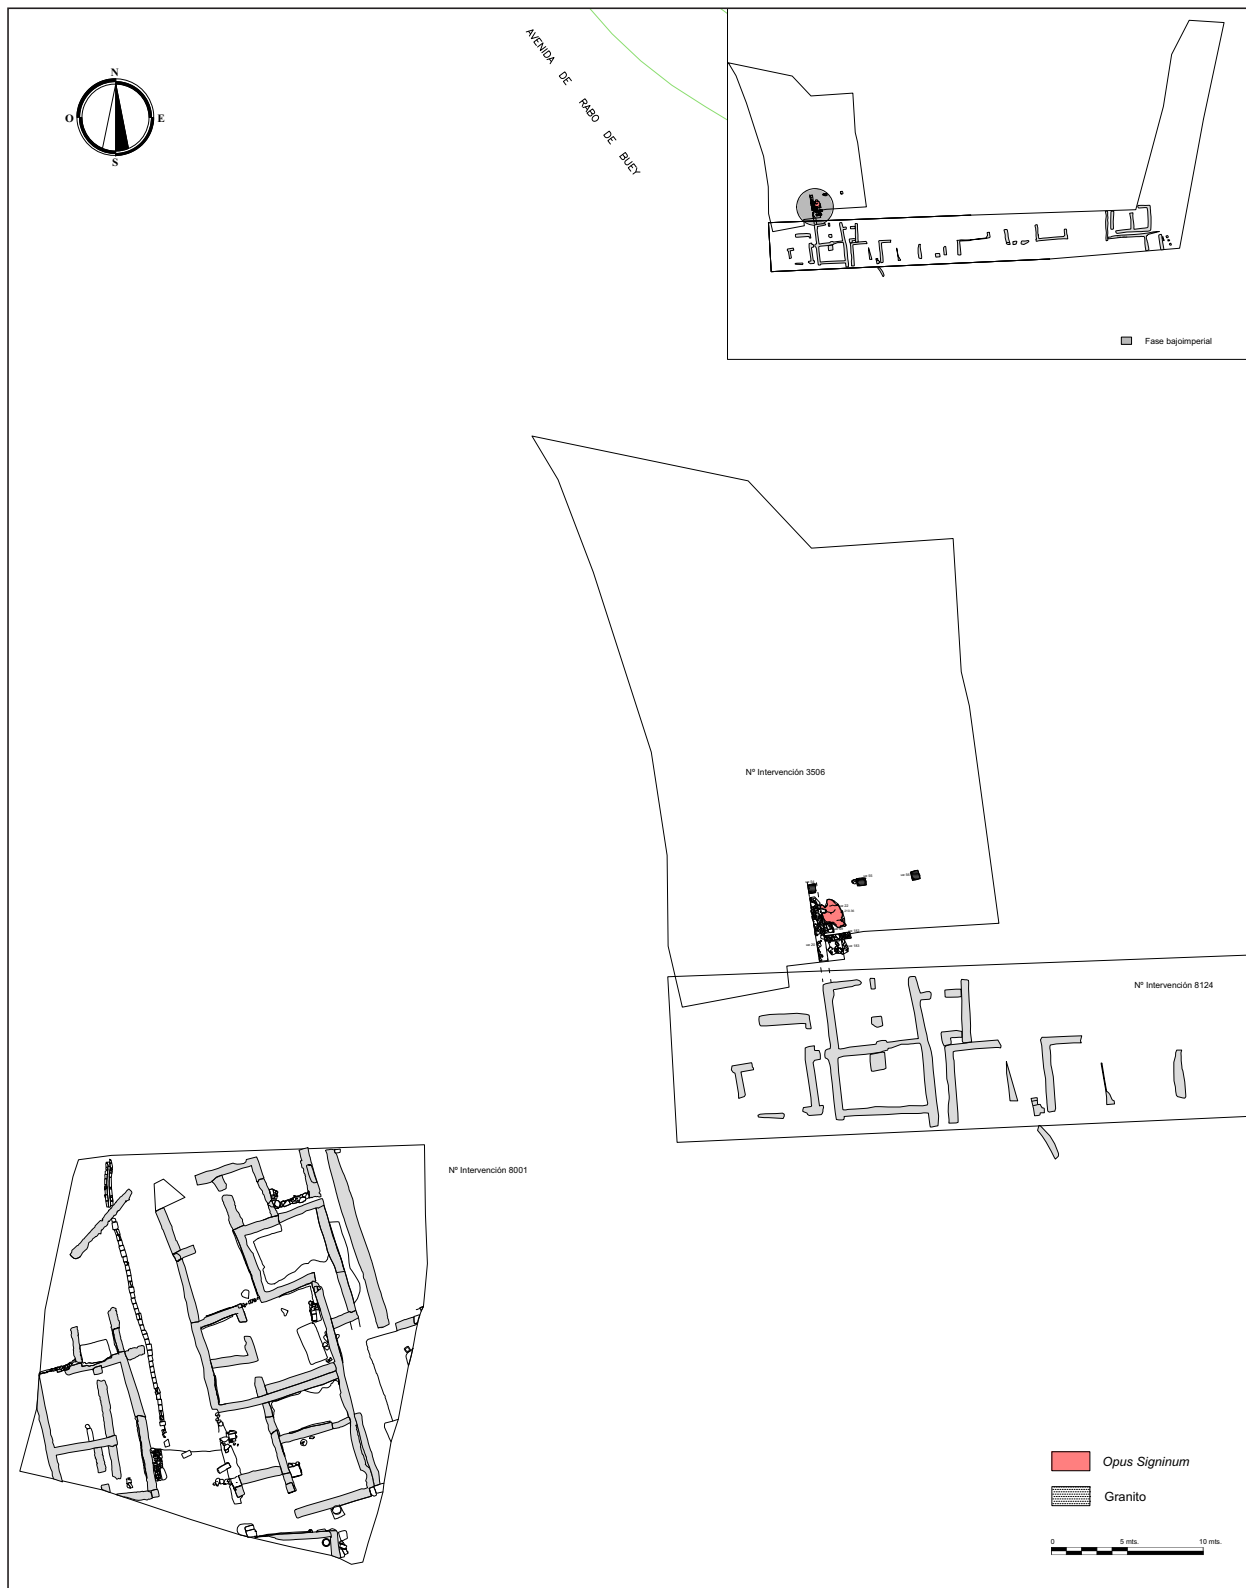 AVENIDA DE RABO DE BUEY
N
O E
S
Fase bajoimperial
Nº Intervención 3506
Nº Intervención 8124
Nº Intervención 8001
Opus Signinum
Granito
0 5 mts. 10 mts.